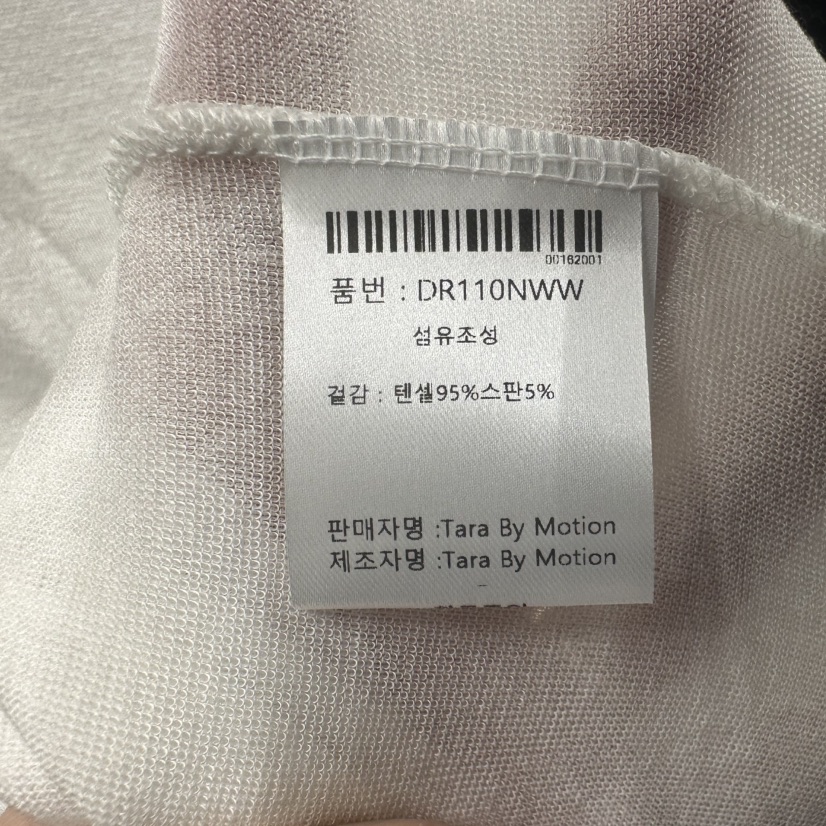 00162001
품번 : DR110NWW
섬유조성
겉감 : 텐셀95%스판5%
판매자명 :Tara By Motion
제조자명 :Tara By Motion